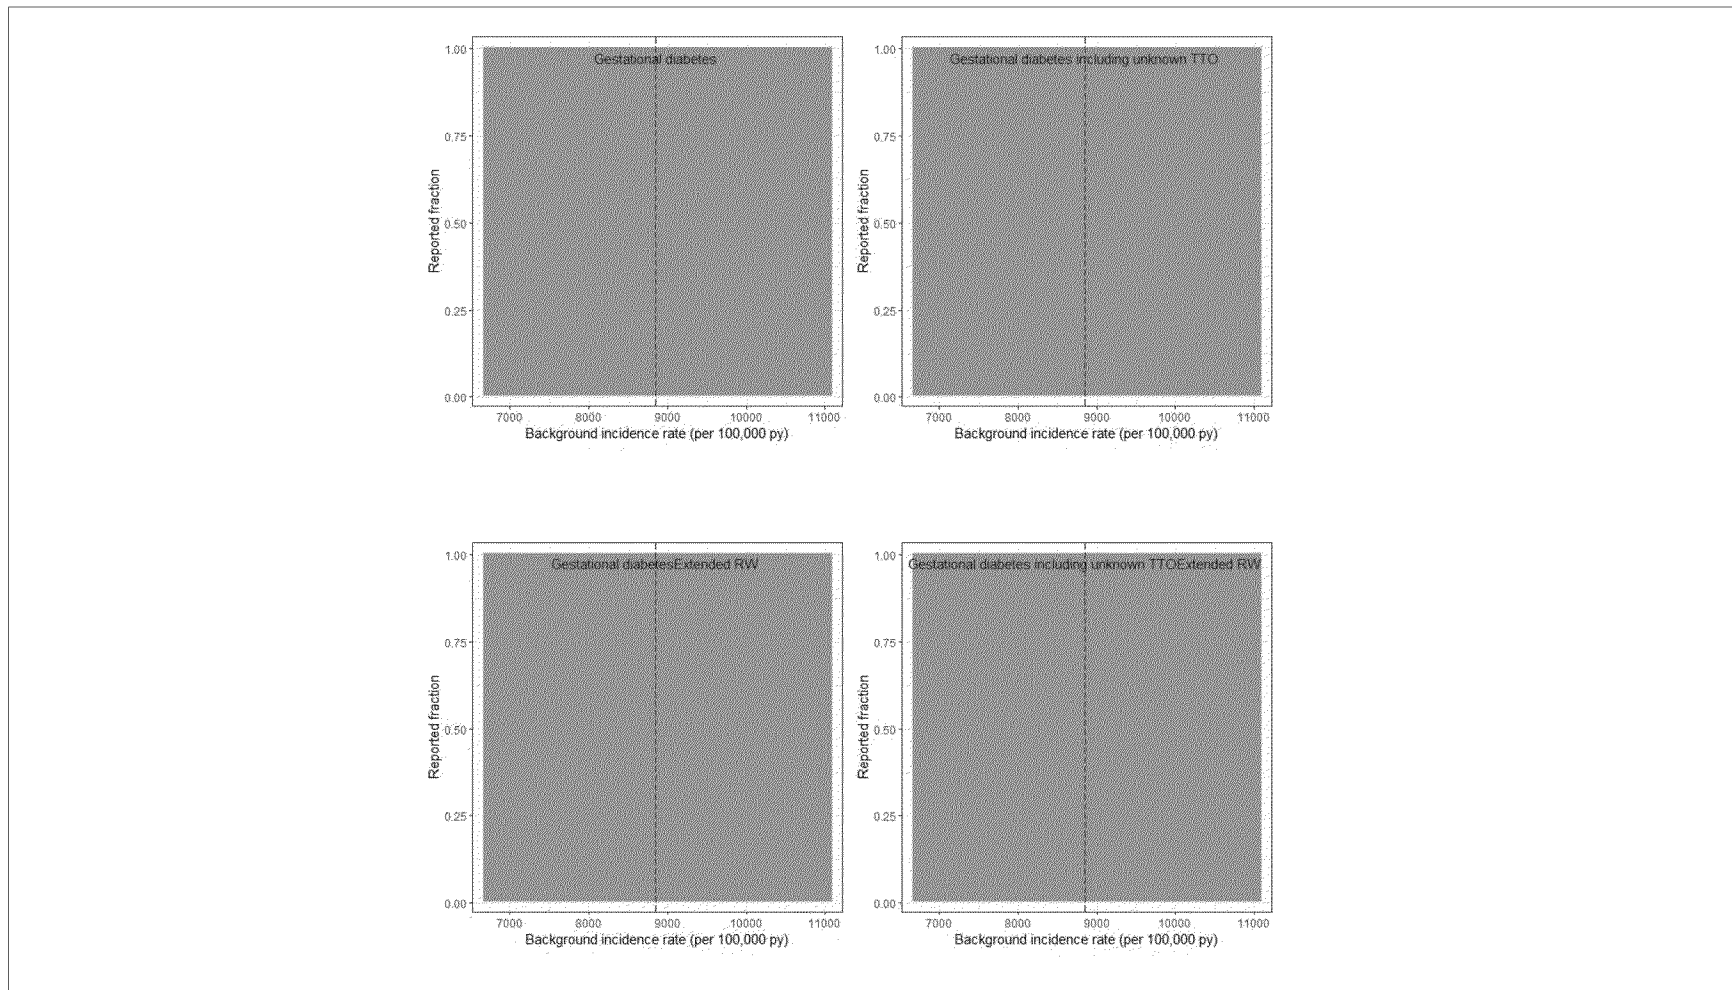 Gestational diabetes
1.00
0.75
0.50
0.25
0.00
Reported fraction
7000 8000 9000 10000 11000
Background incidence rate (per 100,000 py)
Gestational diabetes including unknown TTO
1.00
0.75
0.50
0.25
0.00
Reported fraction
7000 8000 9000 10000 11000
Background incidence rate (per 100,000 py)
Gestational diabetesExtended RW
1.00
0.75
0.50
0.25
0.00
Reported fraction
7000 8000 9000 10000 11000
Background incidence rate (per 100,000 py)
Gestational diabetes including unknown TTOExtended RW
1.00
0.75
0.50
0.25
0.00
Reported fraction
7000 8000 9000 10000 11000
Background incidence rate (per 100,000 py)